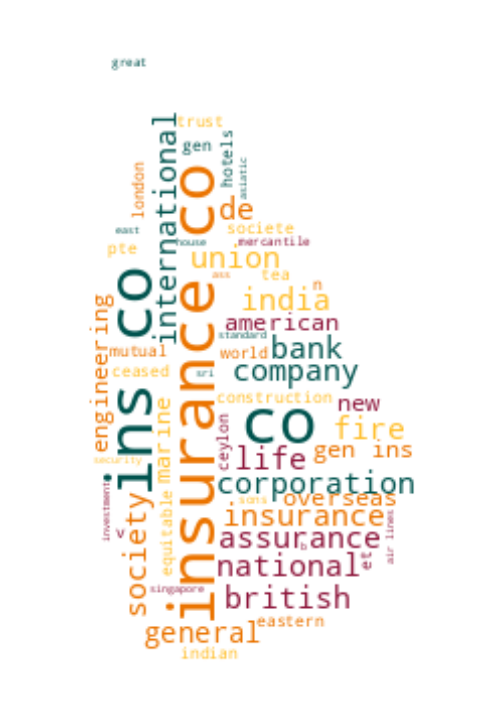 great
trust
international
gen
hotels
asiatic
london
insurance co
de
east
societe
house
mercantile
pte
union
ass
tea
n
ins co
india
engineering
american
standard
mutual
world
bank
ceased
sri
company
construction
marine
new
co
fire
ceylon
life
gen ins
security
corporation
investment
equitable
society
sons
overseas
insurance
air lines
v
assurance
b
national
et
singapore
british
general
eastern
indian